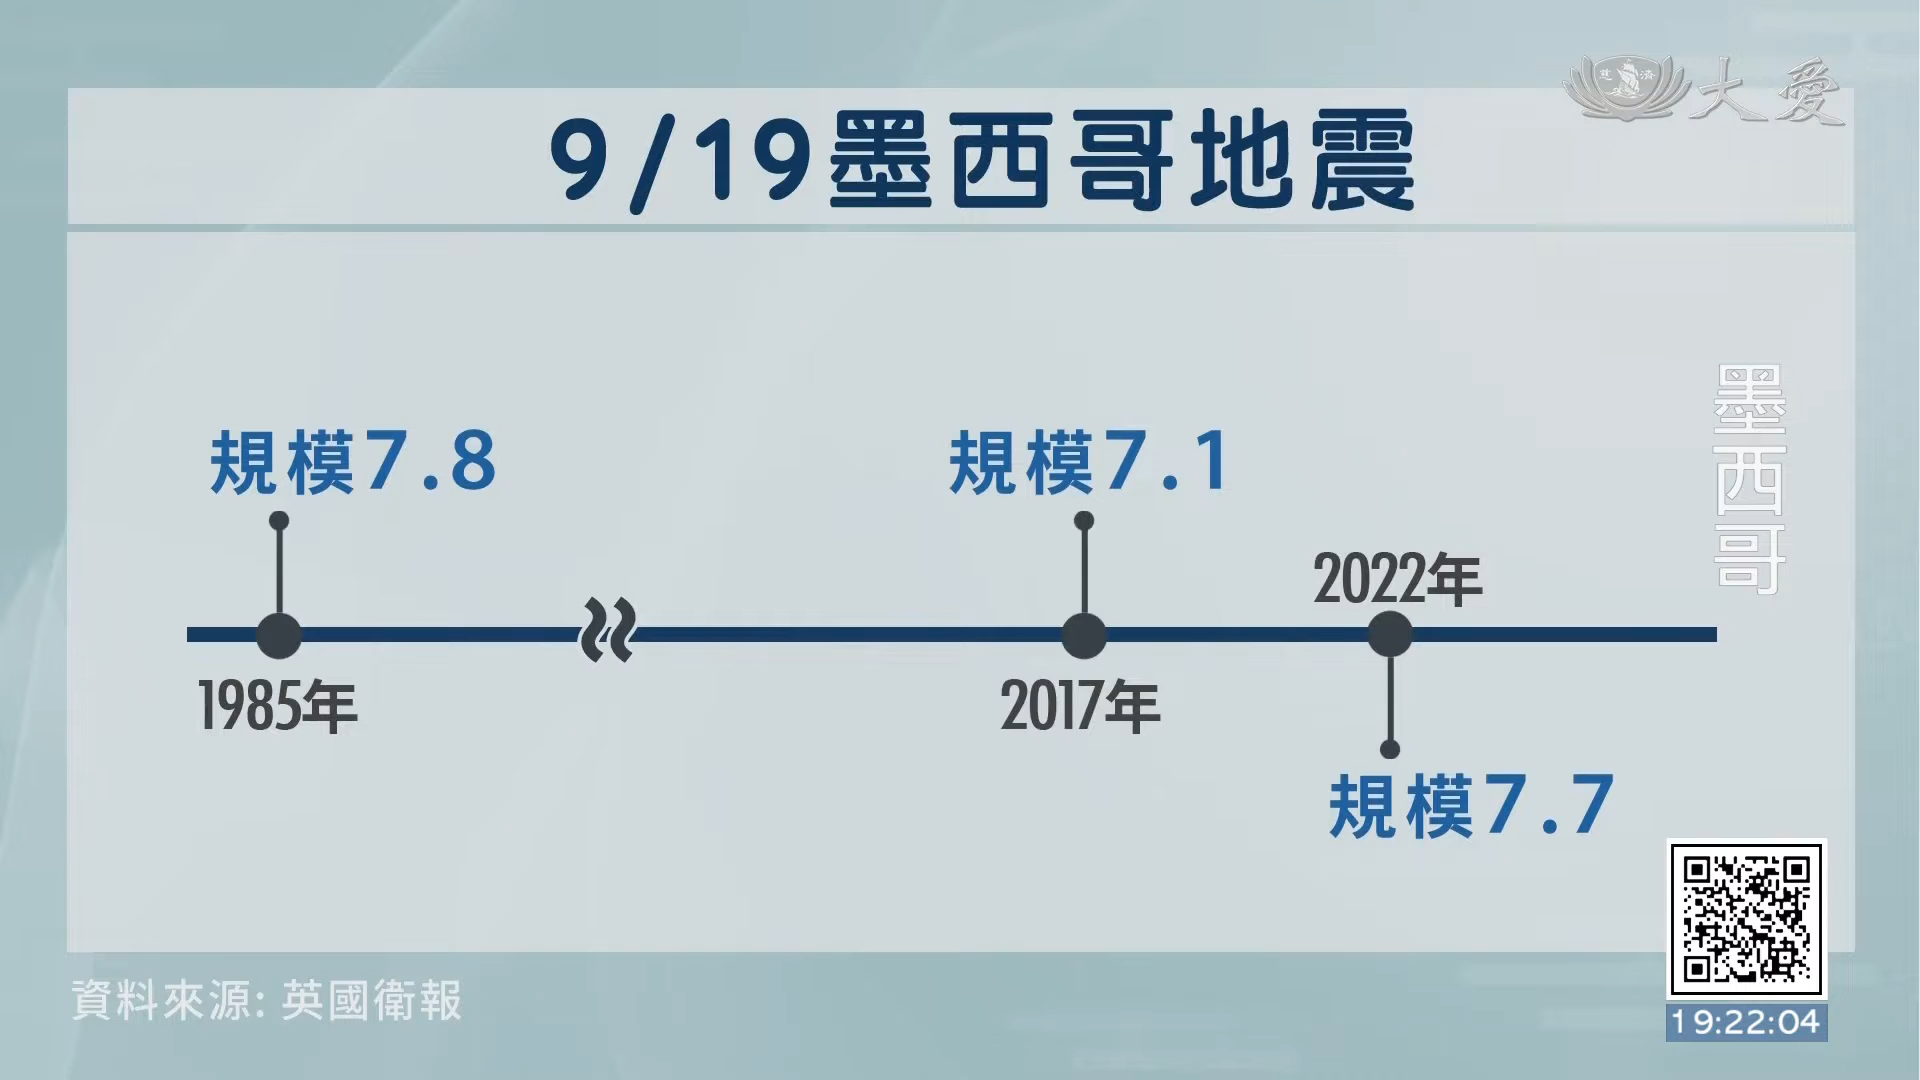 慈濟
大愛
9/19墨西哥地震
墨西哥
規模7.8
規模7.1
2022年
1985年
2017年
規模7.7
資料來源: 英國衛報
19:22:04